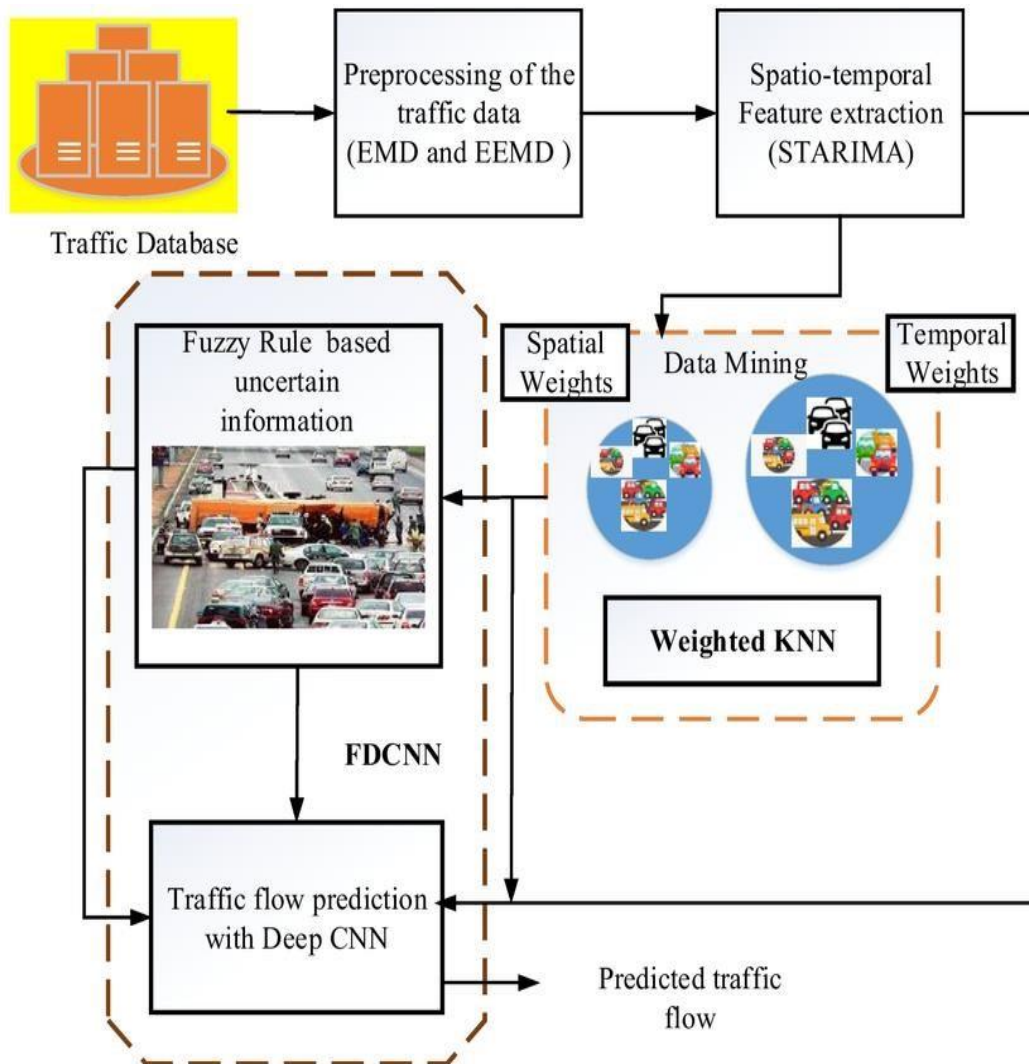 Preprocessing of the
traffic data
(EMD and EEMD )
Spatio-temporal
Feature extraction
(STARIMA)
Traffic Database
Fuzzy Rule  based
uncertain
information
Spatial
Weights
Data Mining
Temporal
Weights
Weighted KNN
FDCNN
Traffic flow prediction
with Deep CNN
Predicted traffic
flow